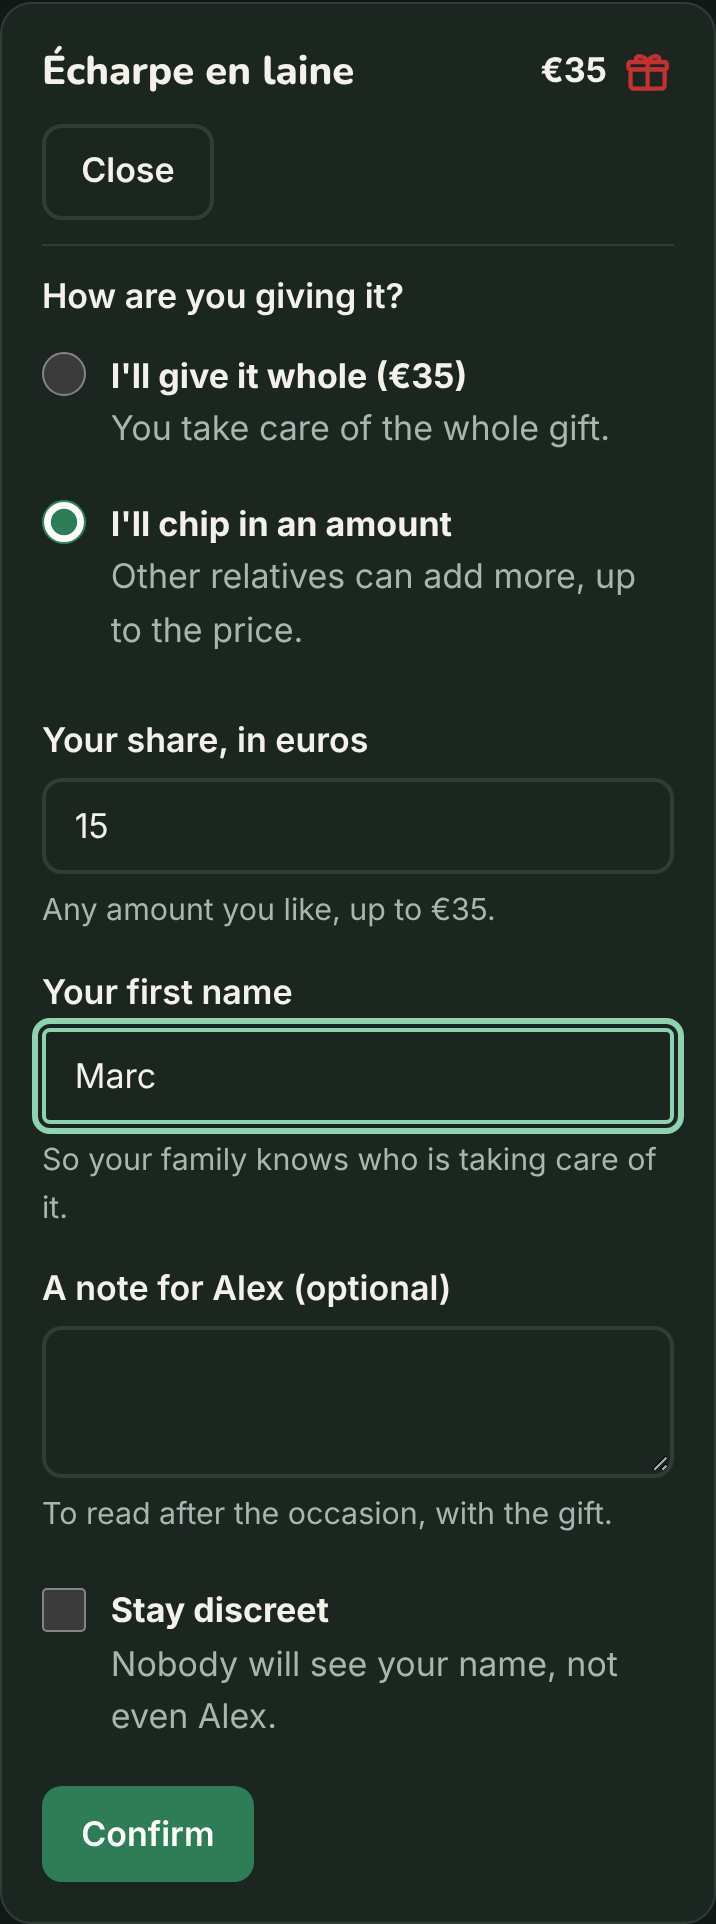 Écharpe en laine
€35
Close
How are you giving it?
I'll give it whole (€35)
You take care of the whole gift.
I'll chip in an amount
Other relatives can add more, up
to the price.
Your share, in euros
15
Any amount you like, up to €35.
Your first name
Marc
So your family knows who is taking care of
it.
A note for Alex (optional)
To read after the occasion, with the gift.
Stay discreet
Nobody will see your name, not
even Alex.
Confirm